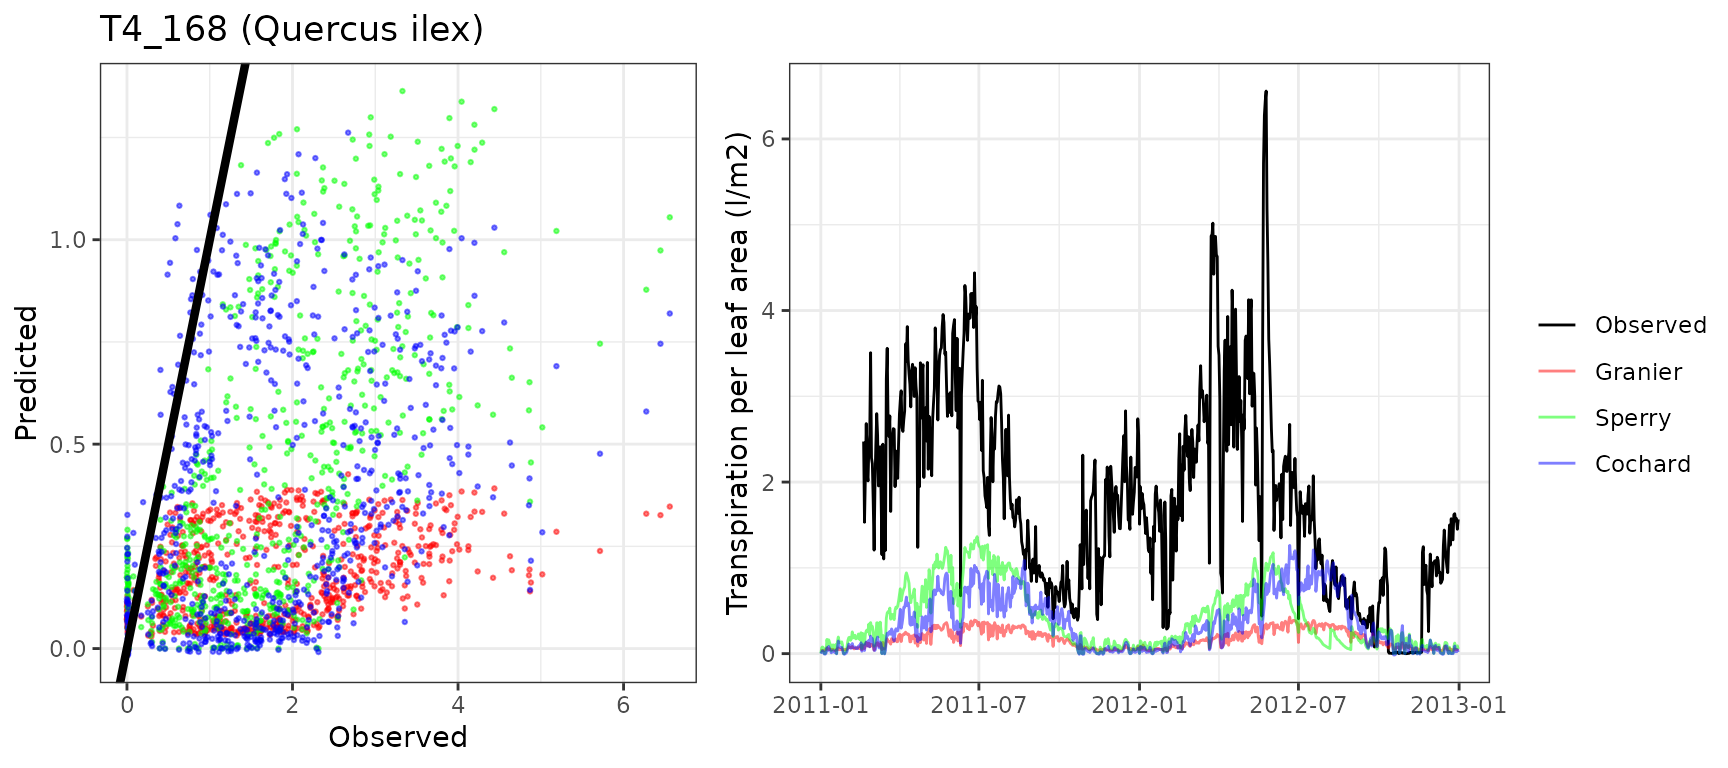 T4_168 (Quercus ilex)
Predicted
1.0
0.5
0.0
0
2
4
6
Observed
Transpiration per leaf area (l/m2)
6
4
2
0
2011-01
2011-07
2012-01
2012-07
2013-01
Observed
Granier
Sperry
Cochard